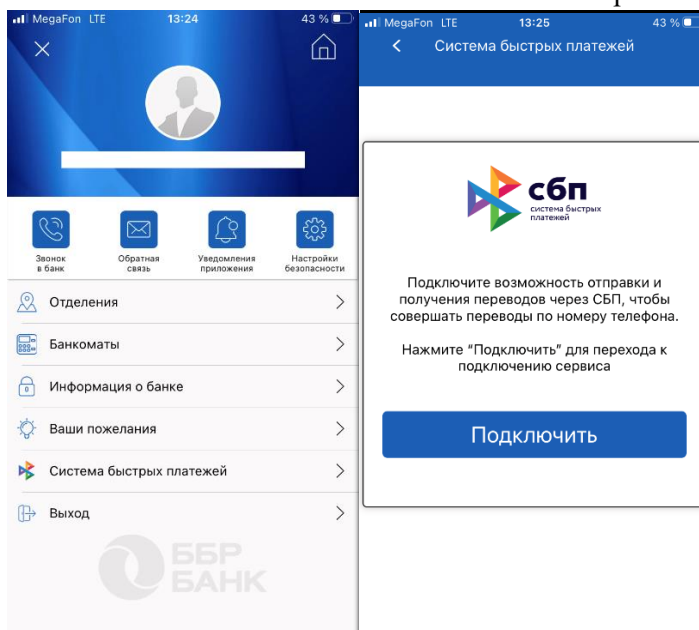 MegaFon LTE 13:24 43 %
Звонок
в банк
Обратная
связь
Уведомления
приложения
Настройки
безопасности
Отделения
Банкоматы
Информация о банке
Ваши пожелания
Система быстрых платежей
Выход
ББР
БАНК
MegaFon LTE 13:25 43 %
Система быстрых платежей
сбп
система быстрых
платежей
Подключите возможность отправки и
получения переводов через СБП, чтобы
совершать переводы по номеру телефона.
Нажмите “Подключить” для перехода к
подключению сервиса
Подключить